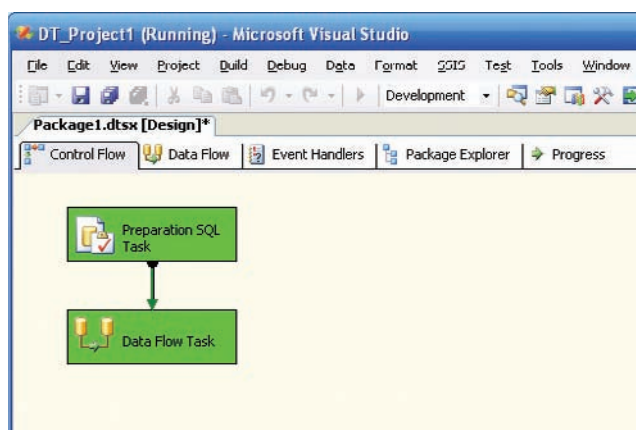 DT_Project1 (Running) - Microsoft Visual Studio
File Edit View Project Build Debug Data Format SSIS Test Tools Window
Development
Package1.dtsx [Design]*
Control Flow Data Flow Event Handlers Package Explorer Progress
Preparation SQL
Task
Data Flow Task